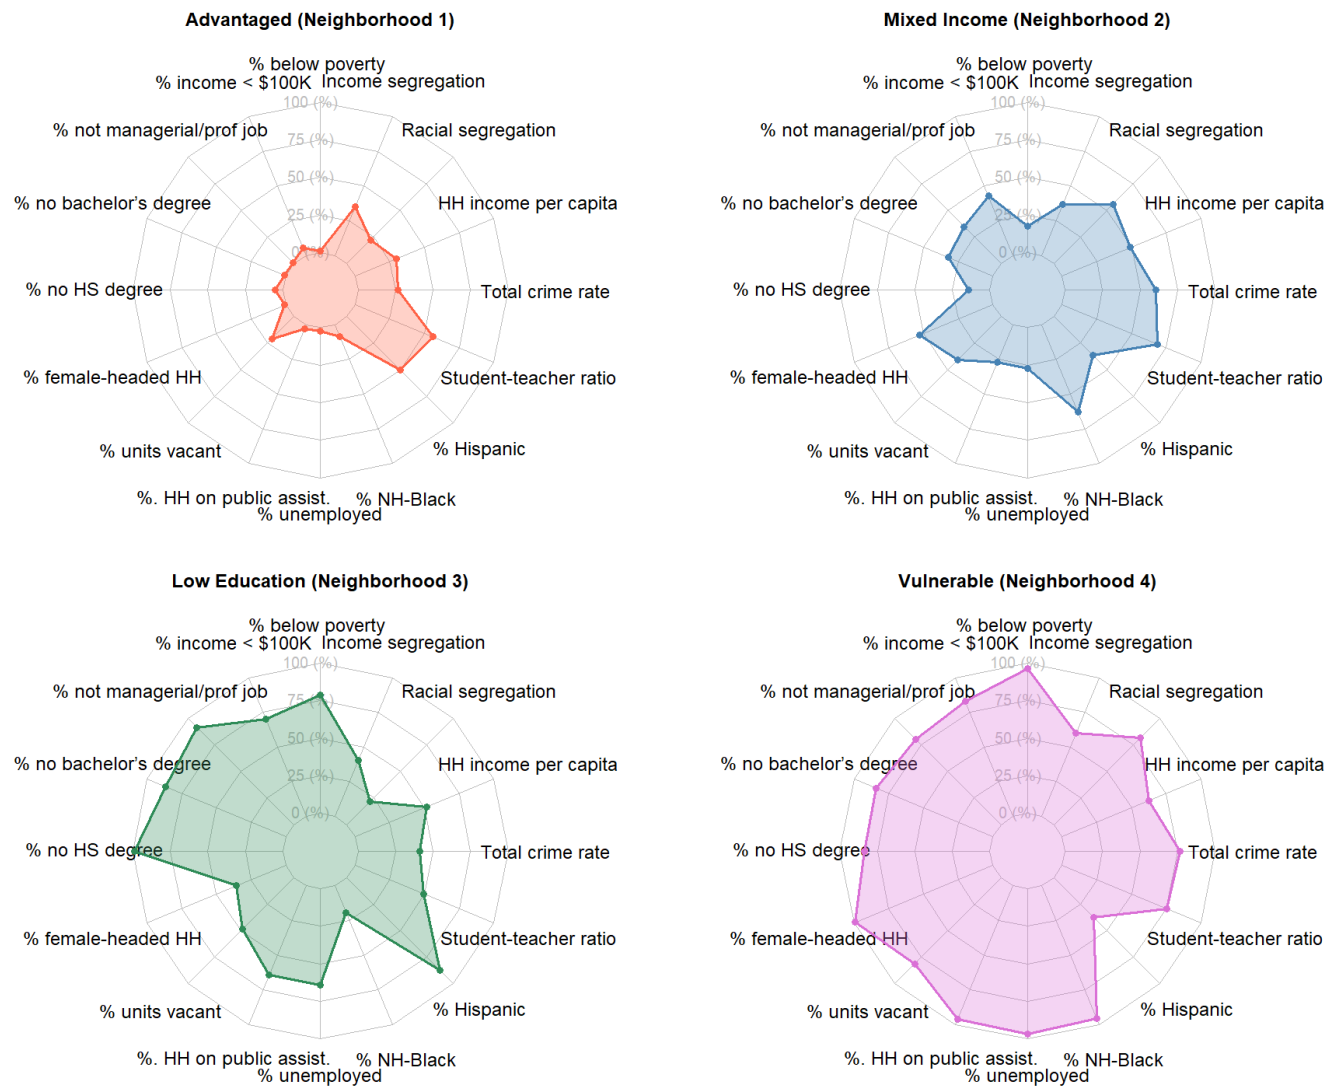 Advantaged (Neighborhood 1)
% below poverty
% income < $100K
Income segregation
100 (%)
% not managerial/prof job
Racial segregation
75 (%)
50 (%)
% no bachelor’s degree
HH income per capita
25 (%)
0 (%)
% no HS degree
Total crime rate
% female-headed HH
Student-teacher ratio
% units vacant
% Hispanic
%. HH on public assist.
% NH-Black
% unemployed
Mixed Income (Neighborhood 2)
% below poverty
% income < $100K
Income segregation
100 (%)
% not managerial/prof job
Racial segregation
75 (%)
50 (%)
% no bachelor’s degree
HH income per capita
25 (%)
0 (%)
% no HS degree
Total crime rate
% female-headed HH
Student-teacher ratio
% units vacant
% Hispanic
%. HH on public assist.
% NH-Black
% unemployed
Low Education (Neighborhood 3)
% below poverty
% income < $100K
Income segregation
100 (%)
% not managerial/prof job
Racial segregation
75 (%)
50 (%)
% no bachelor’s degree
HH income per capita
25 (%)
0 (%)
% no HS degree
Total crime rate
% female-headed HH
Student-teacher ratio
% units vacant
% Hispanic
%. HH on public assist.
% NH-Black
% unemployed
Vulnerable (Neighborhood 4)
% below poverty
% income < $100K
Income segregation
100 (%)
% not managerial/prof job
Racial segregation
75 (%)
50 (%)
% no bachelor’s degree
HH income per capita
25 (%)
0 (%)
% no HS degree
Total crime rate
% female-headed HH
Student-teacher ratio
% units vacant
% Hispanic
%. HH on public assist.
% NH-Black
% unemployed